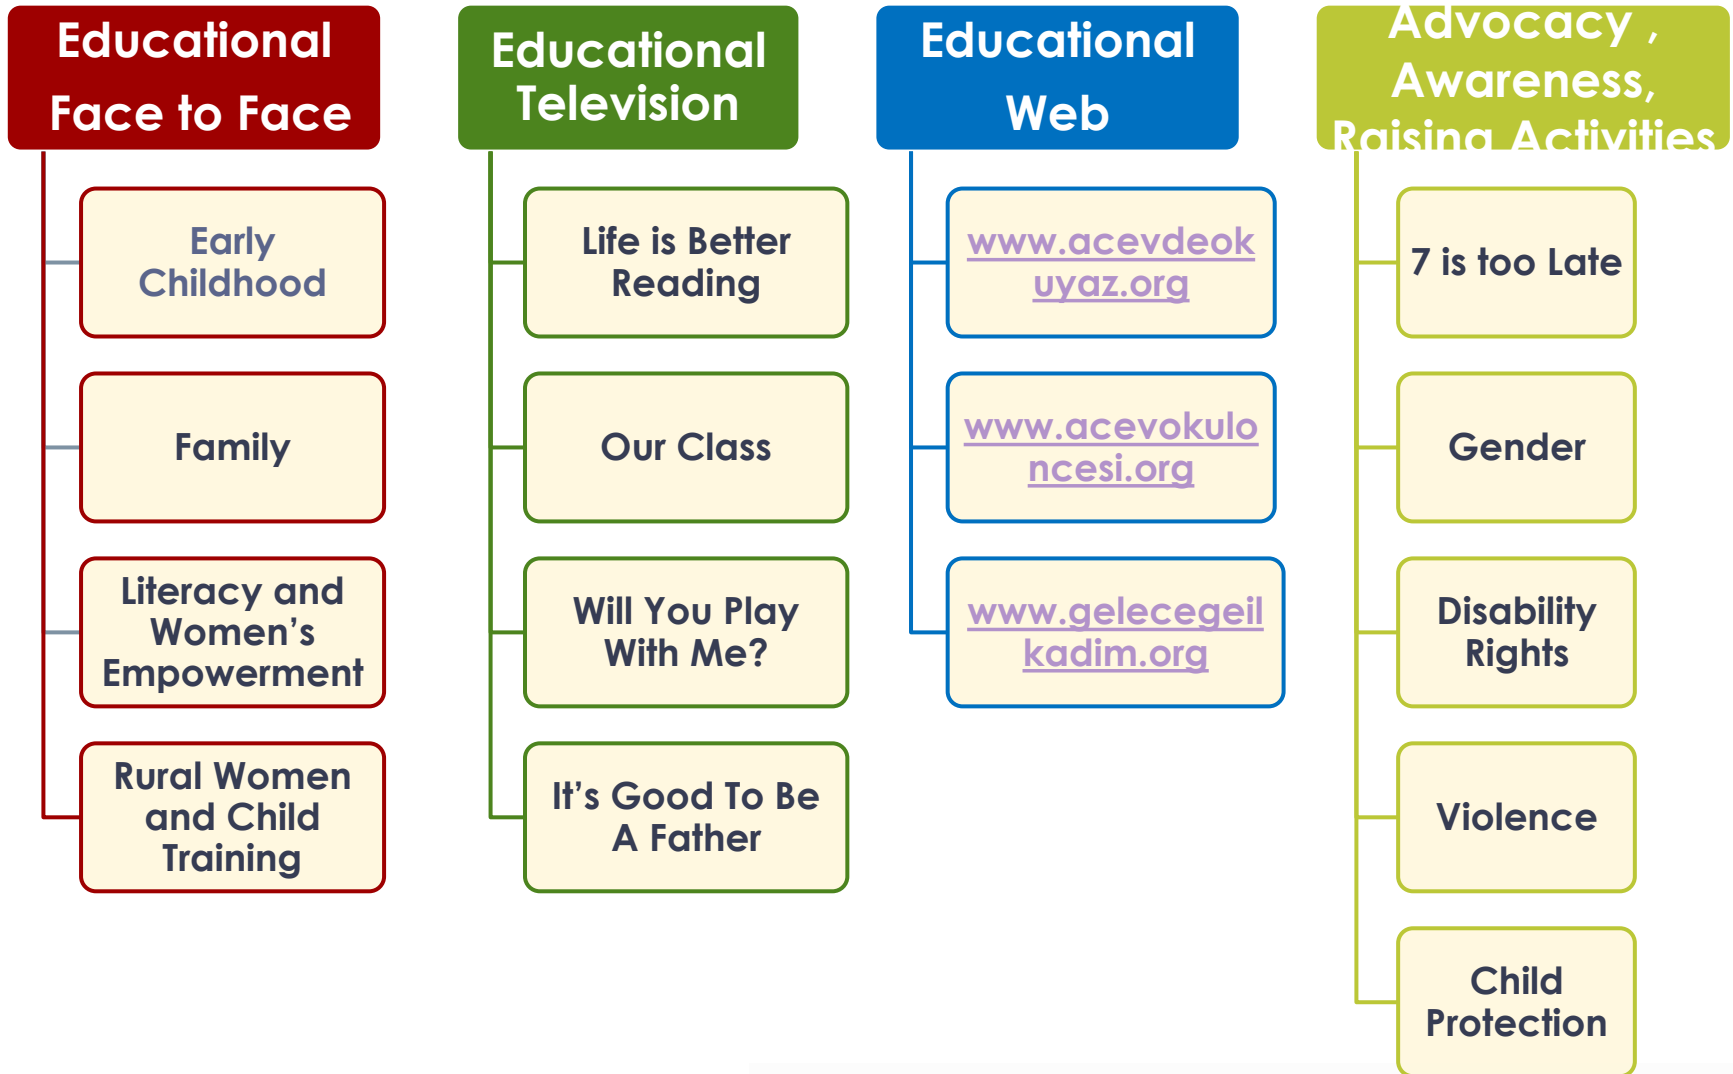 Educational
Face to Face
Early
Childhood
Family
Literacy and
Women’s
Empowerment
Rural Women
and Child
Training
Educational
Television
Life is Better
Reading
Our Class
Will You Play
With Me?
It’s Good To Be
A Father
Educational
Web
www.acevdeok
uyaz.org
www.acevokulo
ncesi.org
www.gelecegeil
kadim.org
Advocacy ,
Awareness,
Raising Activities
7 is too Late
Gender
Disability
Rights
Violence
Child
Protection